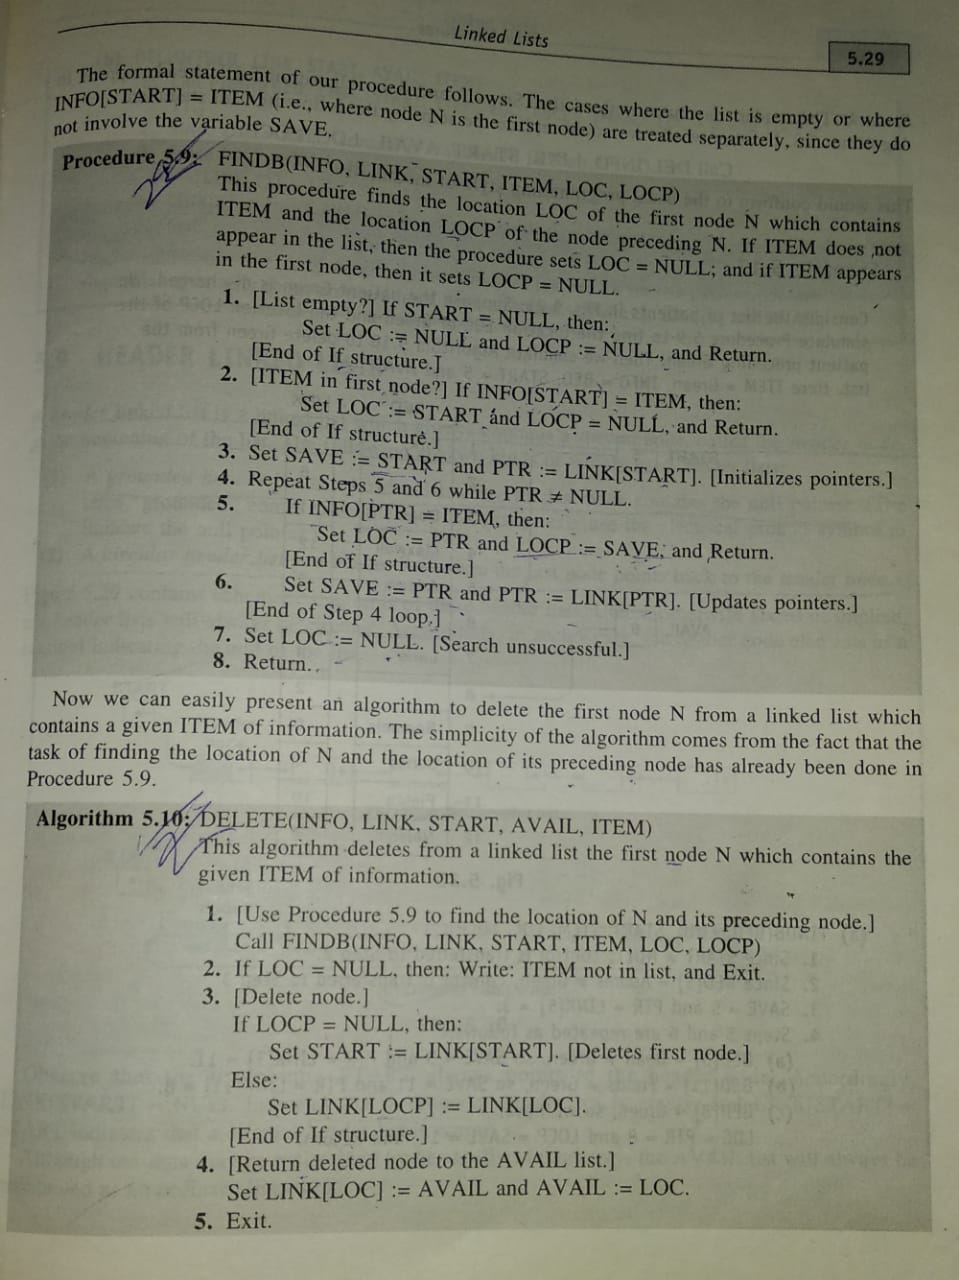 Linked Lists
5.29
The formal statement of our procedure follows. The cases where the list is empty or where
INFO[START] = ITEM (i.e., where node N is the first node) are treated separately, since they do
not involve the variable SAVE.
Procedure 5.9: FINDB(INFO, LINK, START, ITEM, LOC, LOCP)
This procedure finds the location LOC of the first node N which contains
ITEM and the location LOCP of the node preceding N. If ITEM does not
appear in the list, then the procedure sets LOC = NULL; and if ITEM appears
in the first node, then it sets LOCP = NULL.
1. [List empty?] If START = NULL, then:
Set LOC := NULL and LOCP := NULL, and Return.
[End of If structure.]
2. [ITEM in first node?] If INFO[START] = ITEM, then:
Set LOC := START and LOCP = NULL, and Return.
[End of If structure.]
3. Set SAVE := START and PTR := LINK[START]. [Initializes pointers.]
4. Repeat Steps 5 and 6 while PTR ≠ NULL.
5. If INFO[PTR] = ITEM, then:
Set LOC := PTR and LOCP := SAVE, and Return.
[End of If structure.]
6. Set SAVE := PTR and PTR := LINK[PTR]. [Updates pointers.]
[End of Step 4 loop.]
7. Set LOC := NULL. [Search unsuccessful.]
8. Return.
Now we can easily present an algorithm to delete the first node N from a linked list which
contains a given ITEM of information. The simplicity of the algorithm comes from the fact that the
task of finding the location of N and the location of its preceding node has already been done in
Procedure 5.9.
Algorithm 5.10: DELETE(INFO, LINK, START, AVAIL, ITEM)
This algorithm deletes from a linked list the first node N which contains the
given ITEM of information.
1. [Use Procedure 5.9 to find the location of N and its preceding node.]
Call FINDB(INFO, LINK, START, ITEM, LOC, LOCP)
2. If LOC = NULL, then: Write: ITEM not in list, and Exit.
3. [Delete node.]
If LOCP = NULL, then:
Set START := LINK[START]. [Deletes first node.]
Else:
Set LINK[LOCP] := LINK[LOC].
[End of If structure.]
4. [Return deleted node to the AVAIL list.]
Set LINK[LOC] := AVAIL and AVAIL := LOC.
5. Exit.